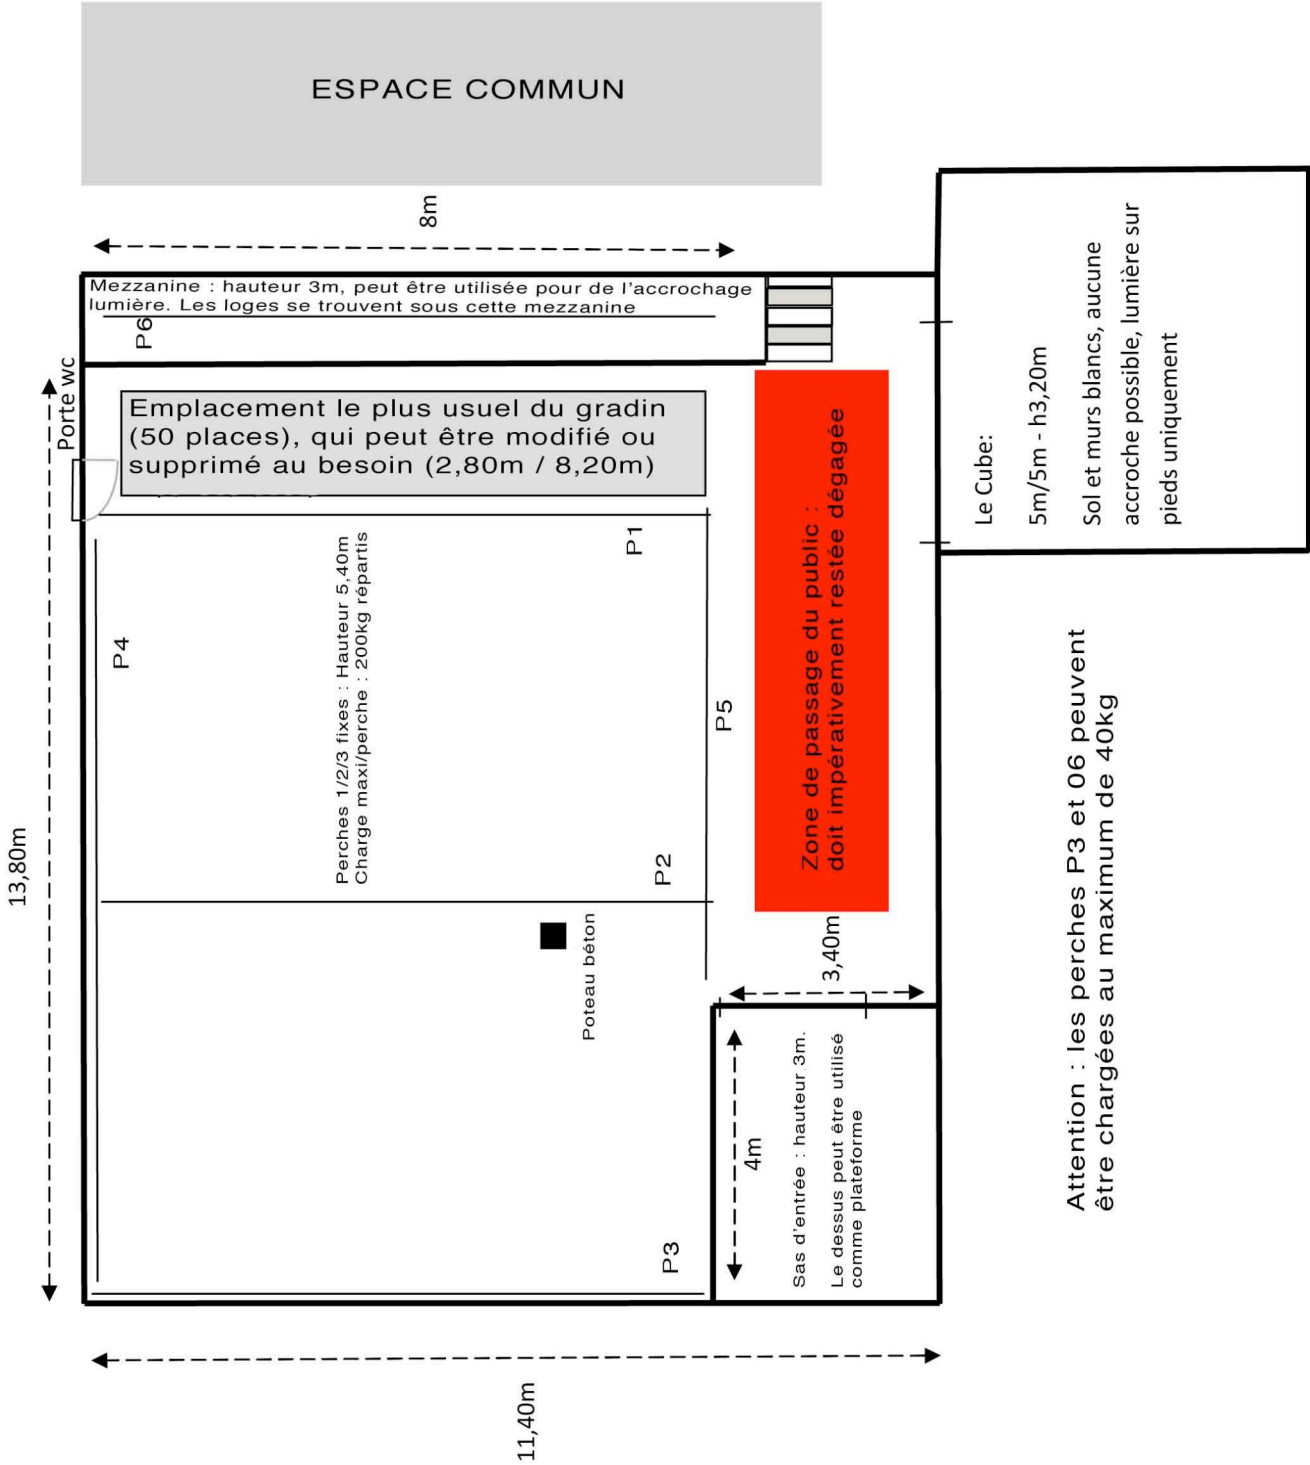 ESPACE COMMUN
8m
Mezzanine : hauteur 3m, peut être utilisée pour de l'accrochage
lumière. Les loges se trouvent sous cette mezzanine
P6
Porte wc
Emplacement le plus usuel du gradin
(50 places), qui peut être modifié ou
supprimé au besoin (2,80m / 8,20m)
P1
P4
Perches 1/2/3 fixes : Hauteur 5,40m
Charge maxi/perche : 200kg répartis
P5
P2
Zone de passage du public :
doit impérativement restée dégagée
Le Cube:
5m/5m - h3,20m
Sol et murs blancs, aucune
accroche possible, lumière sur
pieds uniquement
13,80m
Poteau béton
3,40m
P3
4m
Sas d'entrée : hauteur 3m.
Le dessus peut être utilisé
comme plateforme
Attention : les perches P3 et 06 peuvent
être chargées au maximum de 40kg
11,40m